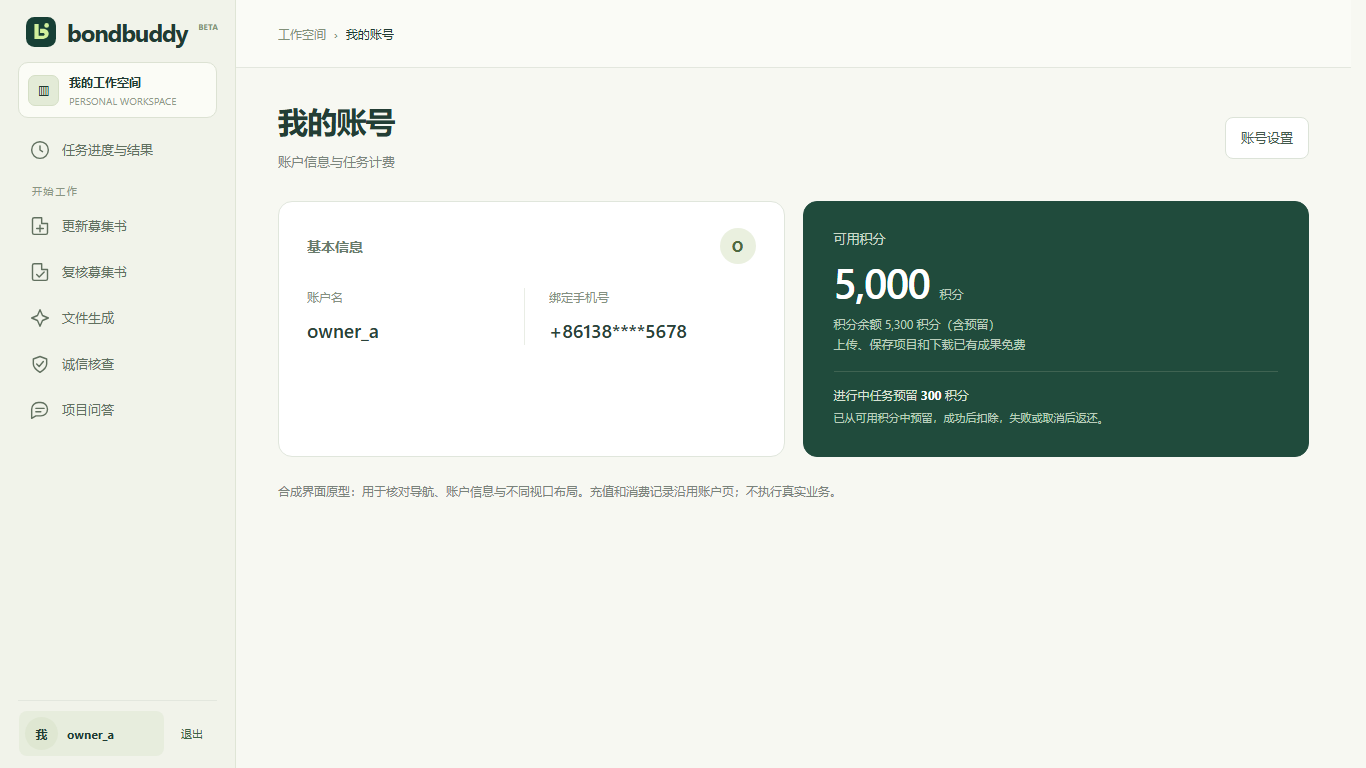 bondbuddy BETA
我的工作空间
PERSONAL WORKSPACE
任务进度与结果
开始工作
更新募集书
复核募集书
文件生成
诚信核查
项目问答
我 owner_a 退出
工作空间 › 我的账号
我的账号
账户信息与任务计费
账号设置
基本信息 O
账户名 绑定手机号
owner_a +86138****5678
可用积分
5,000 积分
积分余额 5,300 积分（含预留）
上传、保存项目和下载已有成果免费
进行中任务预留 300 积分
已从可用积分中预留，成功后扣除，失败或取消后返还。
合成界面原型：用于核对导航、账户信息与不同视口布局。充值和消费记录沿用账户页；不执行真实业务。